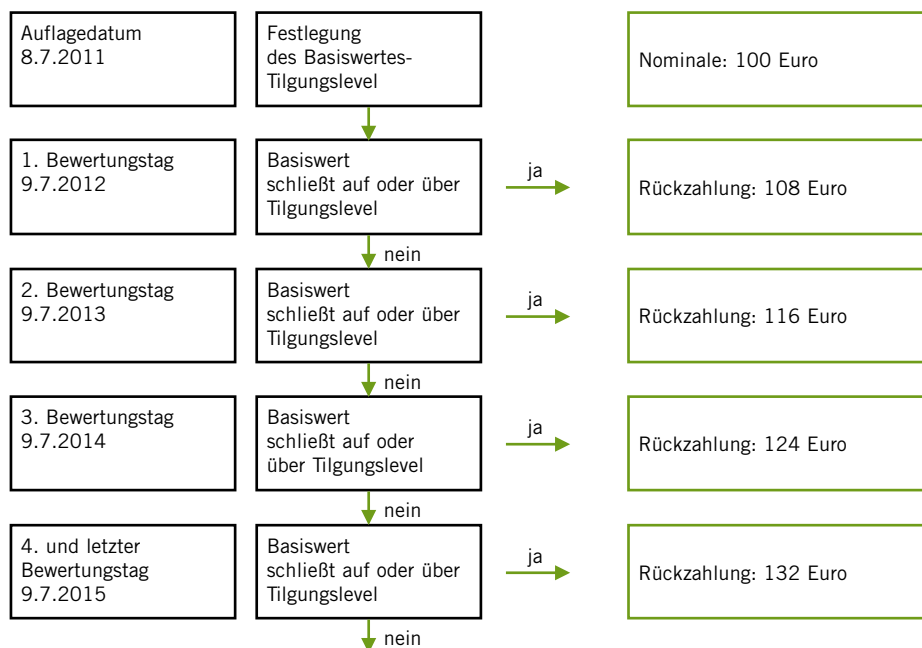 Auflagedatum
8.7.2011
Festlegung
des Basiswertes-
Tilgungslevel
Nominale: 100 Euro
1. Bewertungstag
9.7.2012
Basiswert
schließt auf oder über
Tilgungslevel
ja
Rückzahlung: 108 Euro
nein
2. Bewertungstag
9.7.2013
Basiswert
schließt auf oder über
Tilgungslevel
ja
Rückzahlung: 116 Euro
nein
3. Bewertungstag
9.7.2014
Basiswert
schließt auf oder
über Tilgungslevel
ja
Rückzahlung: 124 Euro
nein
4. und letzter
Bewertungstag
9.7.2015
Basiswert
schließt auf oder über
Tilgungslevel
ja
Rückzahlung: 132 Euro
nein